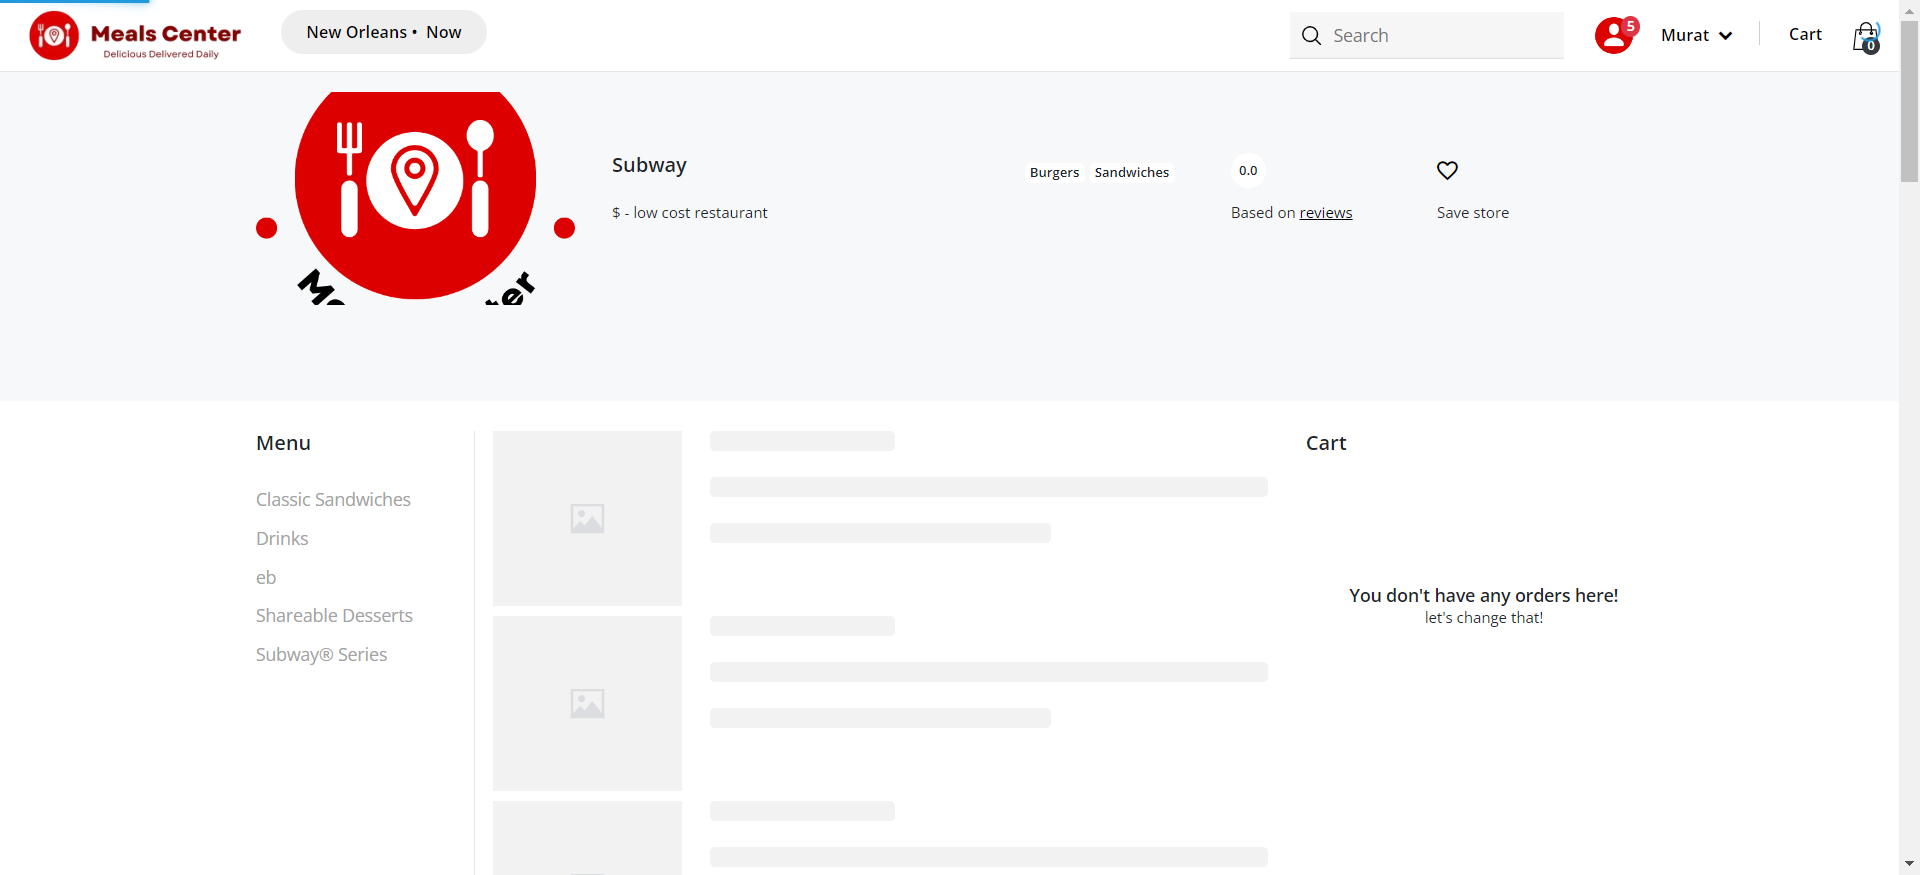 Meals Center
Delicious Delivered Daily
New Orleans • Now
Search
5
Murat
Cart
0
Subway
$ - low cost restaurant
Burgers
Sandwiches
0.0
Based on reviews
Save store
Menu
Classic Sandwiches
Drinks
eb
Shareable Desserts
Subway® Series
Cart
You don't have any orders here!
let's change that!